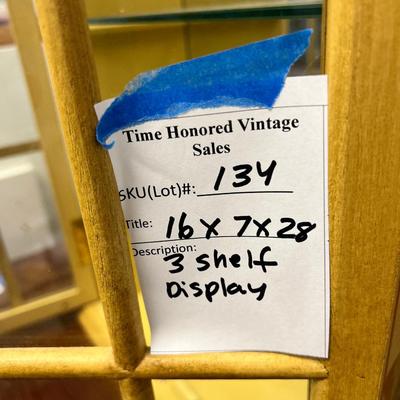 Time Honored Vintage
Sales
SKU(Lot)#: 134
Title: 16 x 7 x 28
Description:
3 shelf
Display